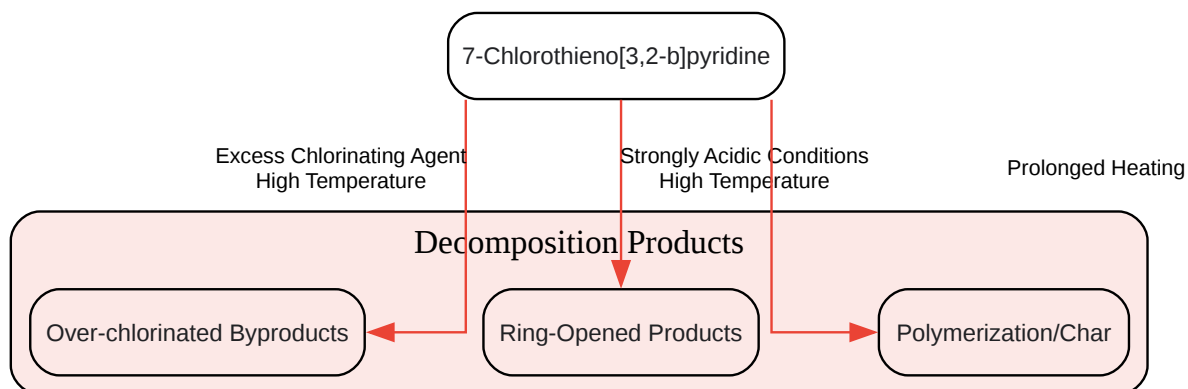 7-Chlorothieno[3,2-b]pyridine
Excess Chlorinating Agent
High Temperature
Strongly Acidic Conditions
High Temperature
Prolonged Heating
Decomposition Products
Over-chlorinated Byproducts
Ring-Opened Products
Polymerization/Char